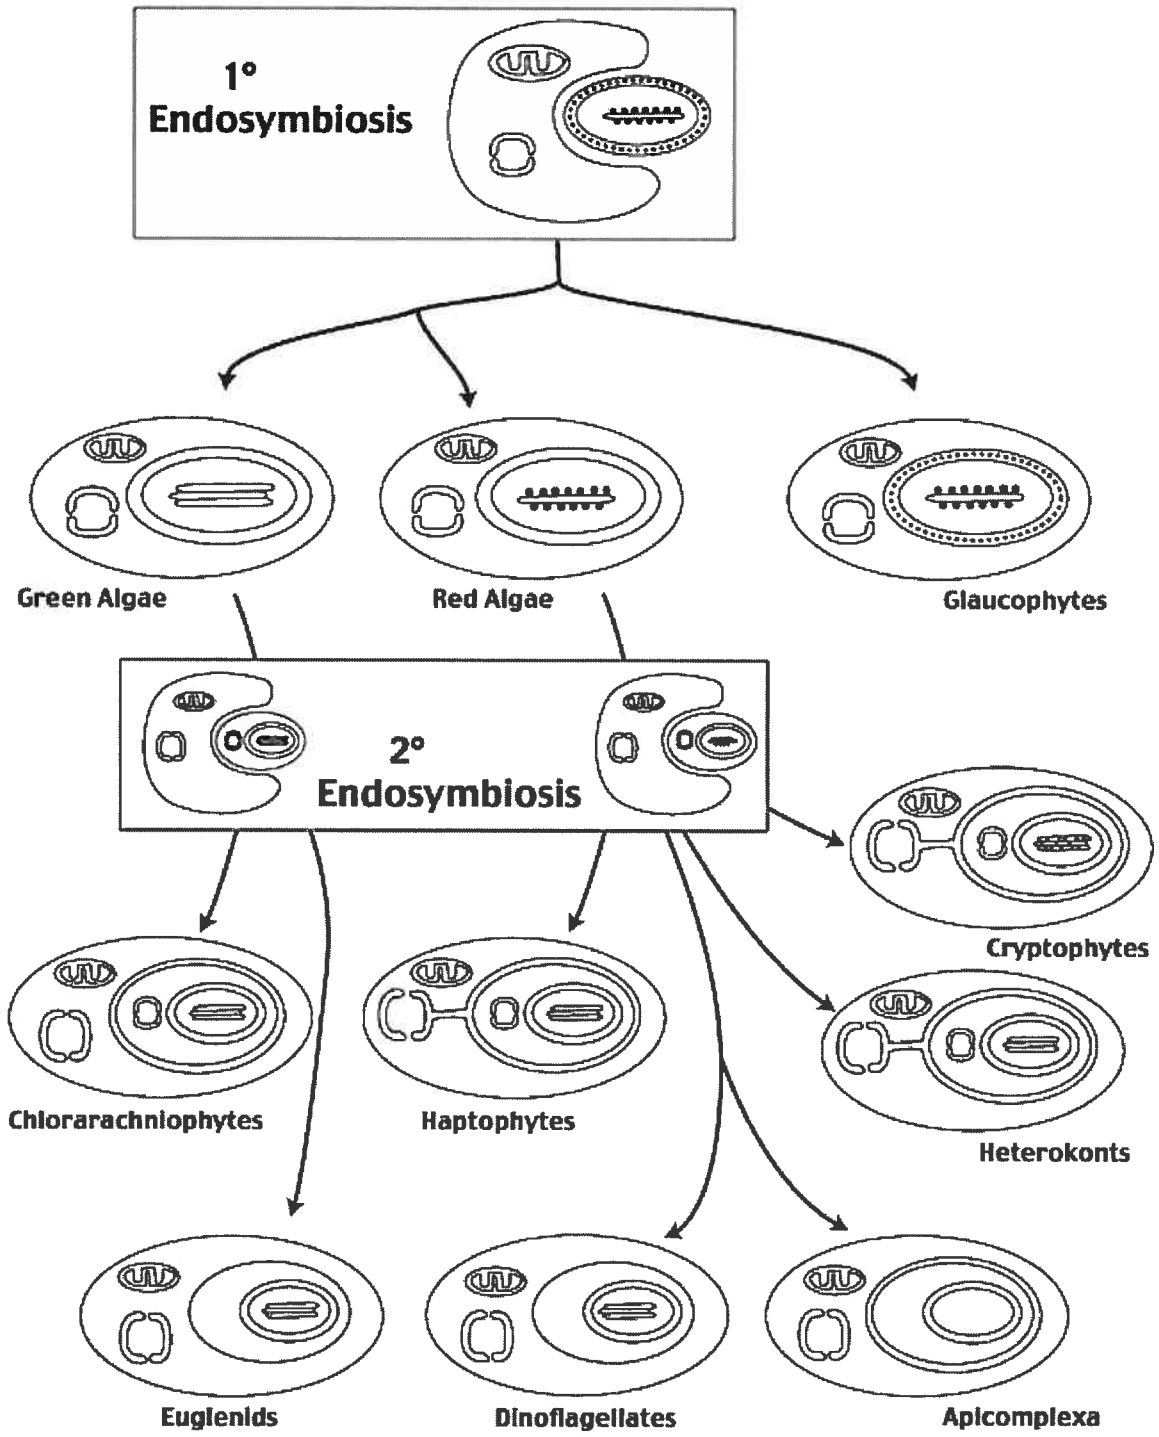 1°
Endosymbiosis
Green Algae
Red Algae
Glaucophytes
2°
Endosymbiosis
Cryptophytes
Chlorarachniophytes
Haptophytes
Heterokonts
Euglenids
Dinoflagellates
Apicomplexa